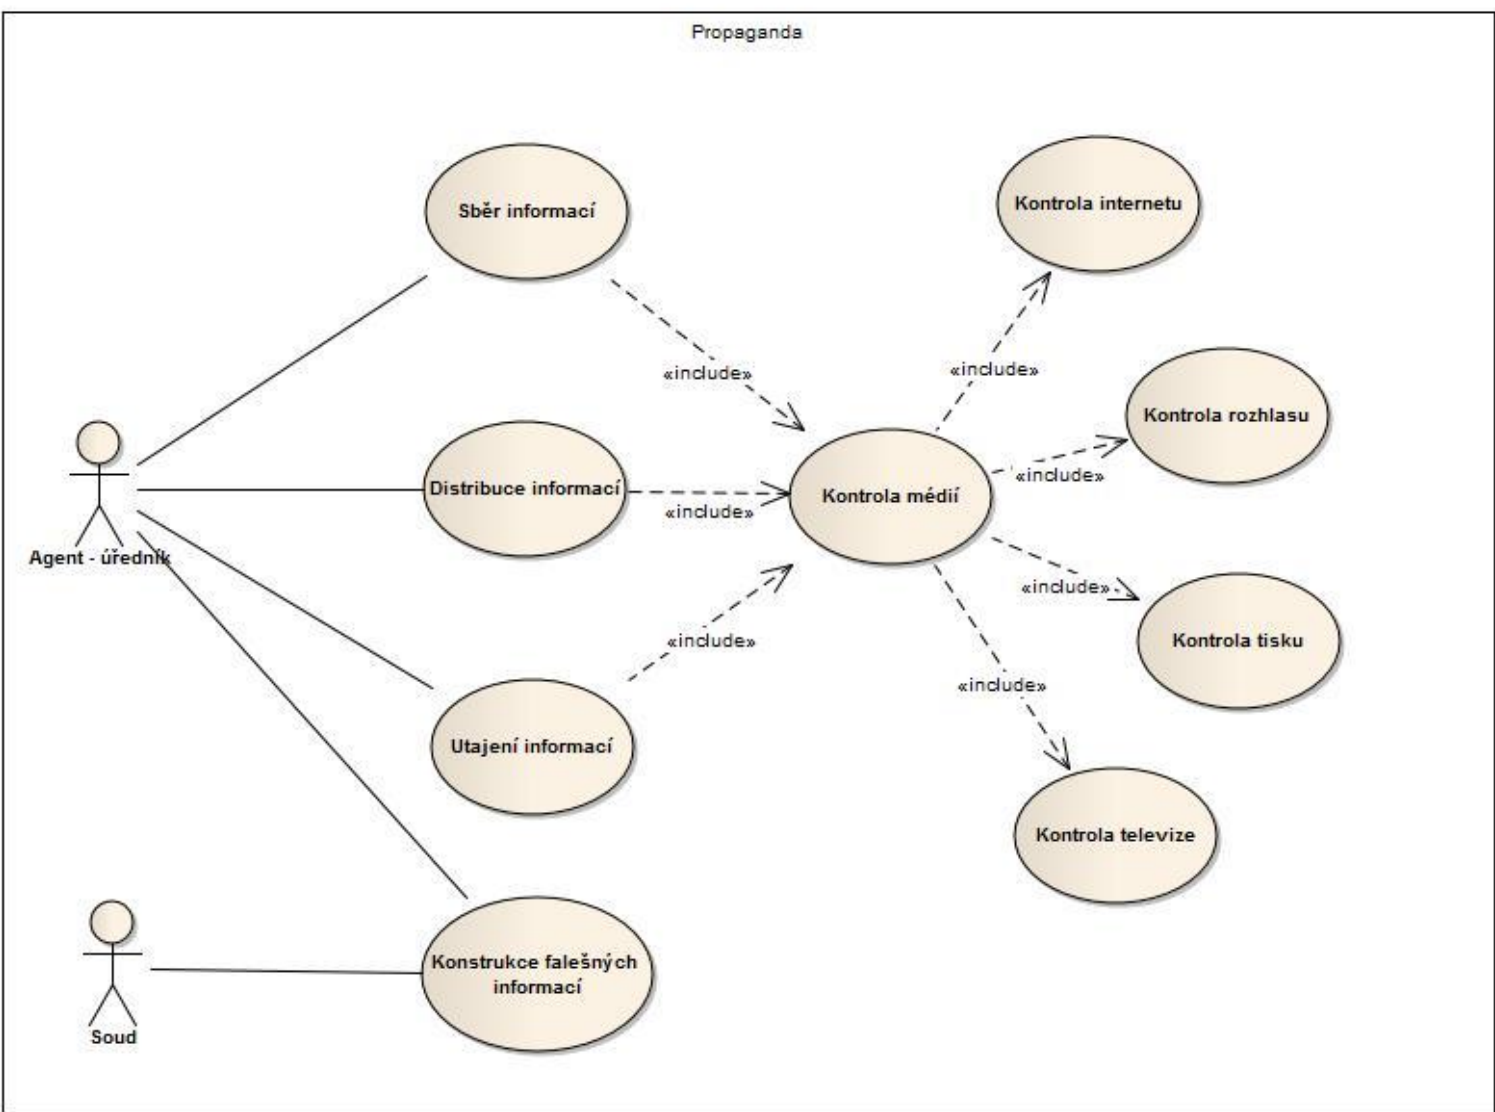 Propaganda
Sběr informací
Kontrola internetu
«include»
«include»
Kontrola rozhlasu
Distribuce informací
Kontrola médií
«include»
«include»
Agent - úředník
«include»
«include»
Kontrola tisku
«include»
Utajení informací
Kontrola televize
Konstrukce falešných
informací
Soud